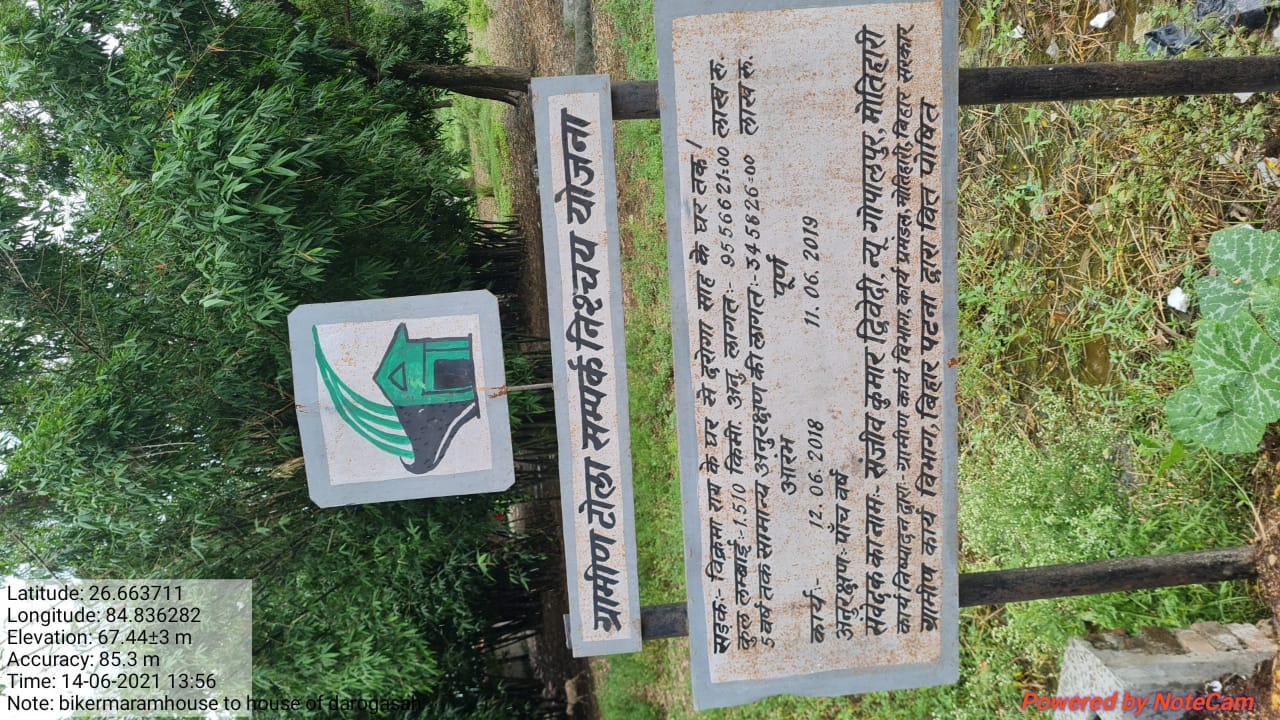 ग्रामीण टोला सम्पर्क निश्चय योजना
सड़क:- विक्रमा राम के घर से दरोगा साह के घर तक/
कुल लम्बाई:-1.510 किमी. अनु. लागत:- 95.56621:00 लाख रु.
5 वर्ष तक सामान्य अनुरक्षण की लागत:-3.45826=00 लाख रु.
आरम्भ पूर्ण
कार्य:- 12.06.2018 11.06.2019
अनुरक्षण:-पाँच वर्ष
संवेदक का नाम:- संजीव कुमार द्विवेदी, न्यू गोपालपुर, मोतिहारी
कार्य निष्पादन द्वारा:- ग्रामीण कार्य विभाग, कार्य प्रमंडल, मोतिहारी, बिहार सरकार
ग्रामीण कार्य विभाग, बिहार पटना द्वारा वित पोषित
Latitude: 26.663711
Longitude: 84.836282
Elevation: 67.44±3 m
Accuracy: 85.3 m
Time: 14-06-2021 13:56
Note: bikermaramhouse to house of darogasah
Powered by NoteCam